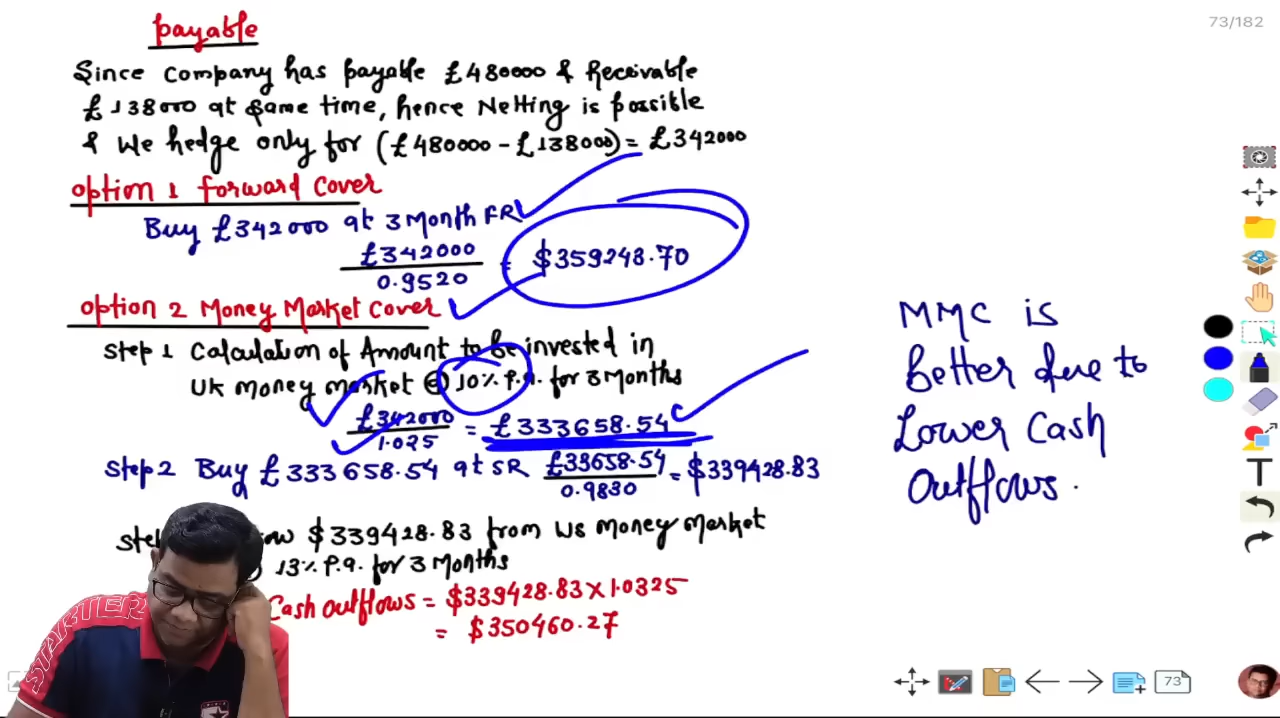 73/182
payable
Since Company has payable £480000 & Receivable
£138000 at same time, hence Netting is possible
& We hedge only for (£480000 - £138000) = £342000
option 1 Forward Cover
Buy £342000 at 3 Month FR
£342000
0.9520
= $359248.70
option 2 Money Market Cover
Step 1 Calculation of Amount to be invested in
UK money market @ 10% P.a. for 3 Months
£342000
1.025
= £333658.54
Step 2 Buy £333658.54 at SR £33658.54
0.9830
= $339428.83
$339428.83 from US money market
13% P.a. for 3 Months
Cash outflows = $339428.83 x 1.0325
= $350460.27
MMC is
Better due to
Lower Cash
Outflows.
STARTER
T
73